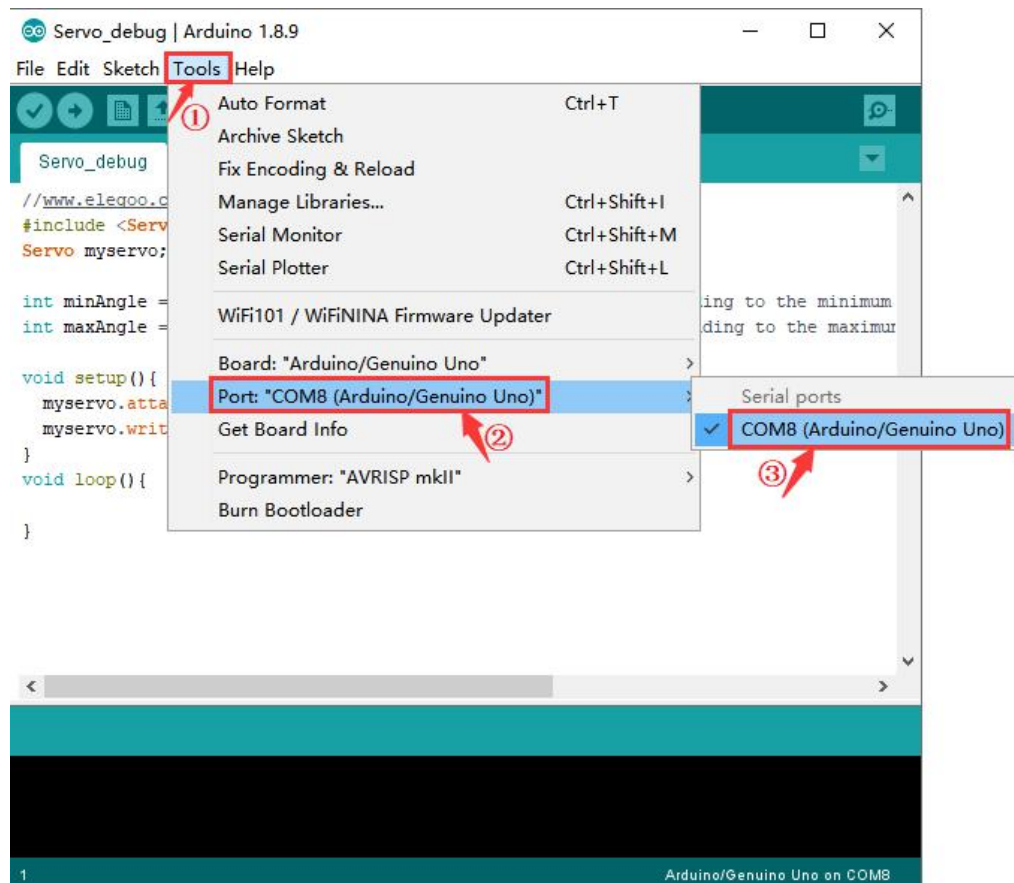 Servo_debug | Arduino 1.8.9
File Edit Sketch Tools Help
①
Auto Format Ctrl+T
Archive Sketch
Servo_debug
Fix Encoding & Reload
//www.elegoo.c
Manage Libraries... Ctrl+Shift+I
#include <Serv
Serial Monitor Ctrl+Shift+M
Servo myservo;
Serial Plotter Ctrl+Shift+L
int minAngle = ing to the minimum
WiFi101 / WiFiNINA Firmware Updater
int maxAngle = ding to the maximum
Board: "Arduino/Genuino Uno"
void setup(){
Port: "COM8 (Arduino/Genuino Uno)"
Serial ports
myservo.atta
②
Get Board Info
COM8 (Arduino/Genuino Uno)
myservo.writ
}
③
void loop(){
Programmer: "AVRISP mkII"
Burn Bootloader
}
1 Arduino/Genuino Uno on COM8